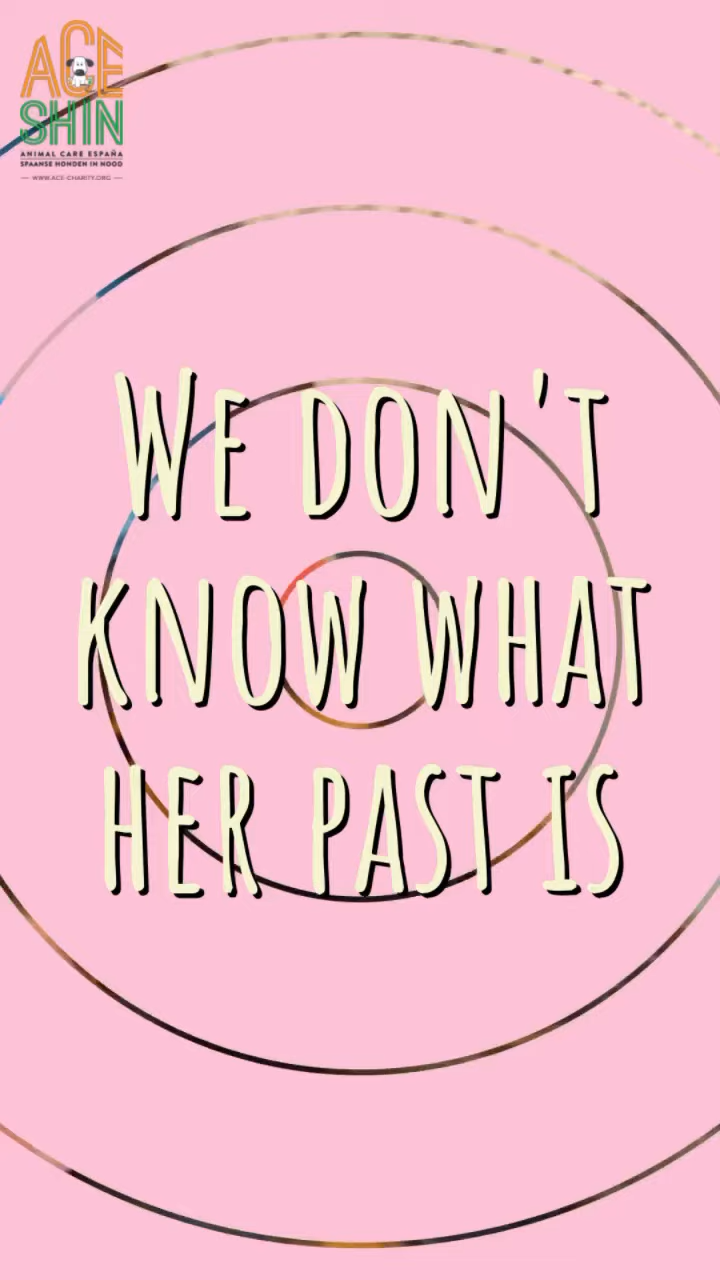 ACE
SHIN
ANIMAL CARE ESPAÑA
SPAANSE HONDEN IN NOOD
WWW.ACE-CHARITY.ORG
WE DON'T
KNOW WHAT
HER PAST IS